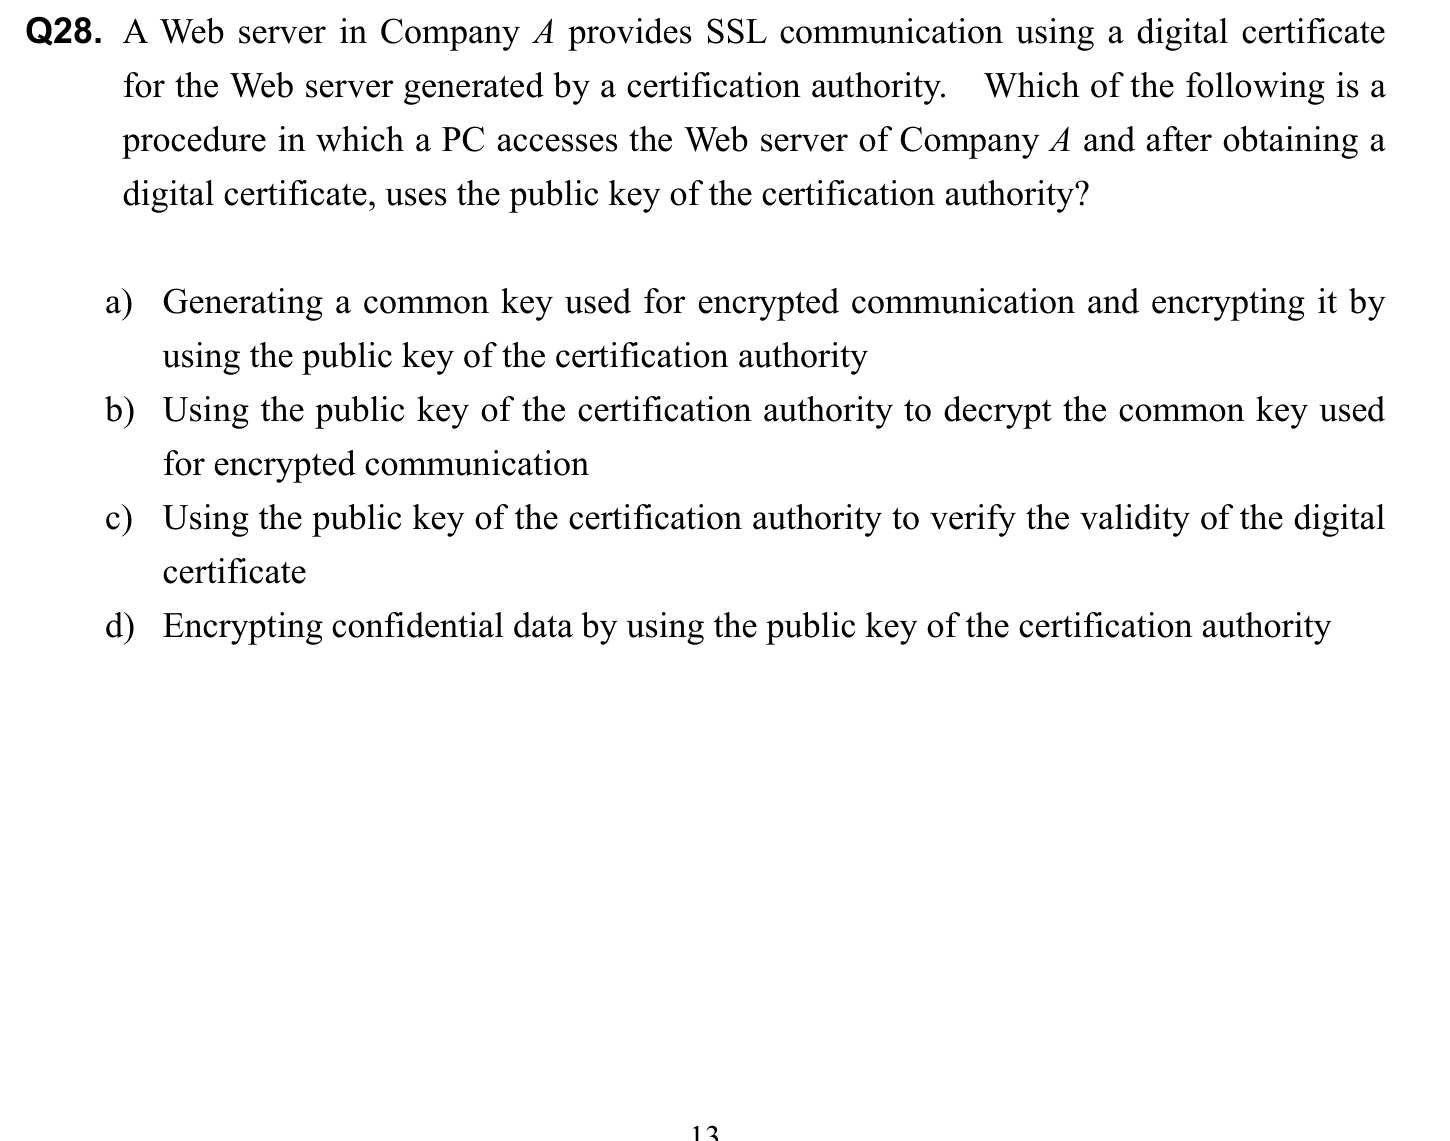 Q28. A Web server in Company A provides SSL communication using a digital certificate
for the Web server generated by a certification authority. Which of the following is a
procedure in which a PC accesses the Web server of Company A and after obtaining a
digital certificate, uses the public key of the certification authority?
a) Generating a common key used for encrypted communication and encrypting it by
using the public key of the certification authority
b) Using the public key of the certification authority to decrypt the common key used
for encrypted communication
c) Using the public key of the certification authority to verify the validity of the digital
certificate
d) Encrypting confidential data by using the public key of the certification authority
13